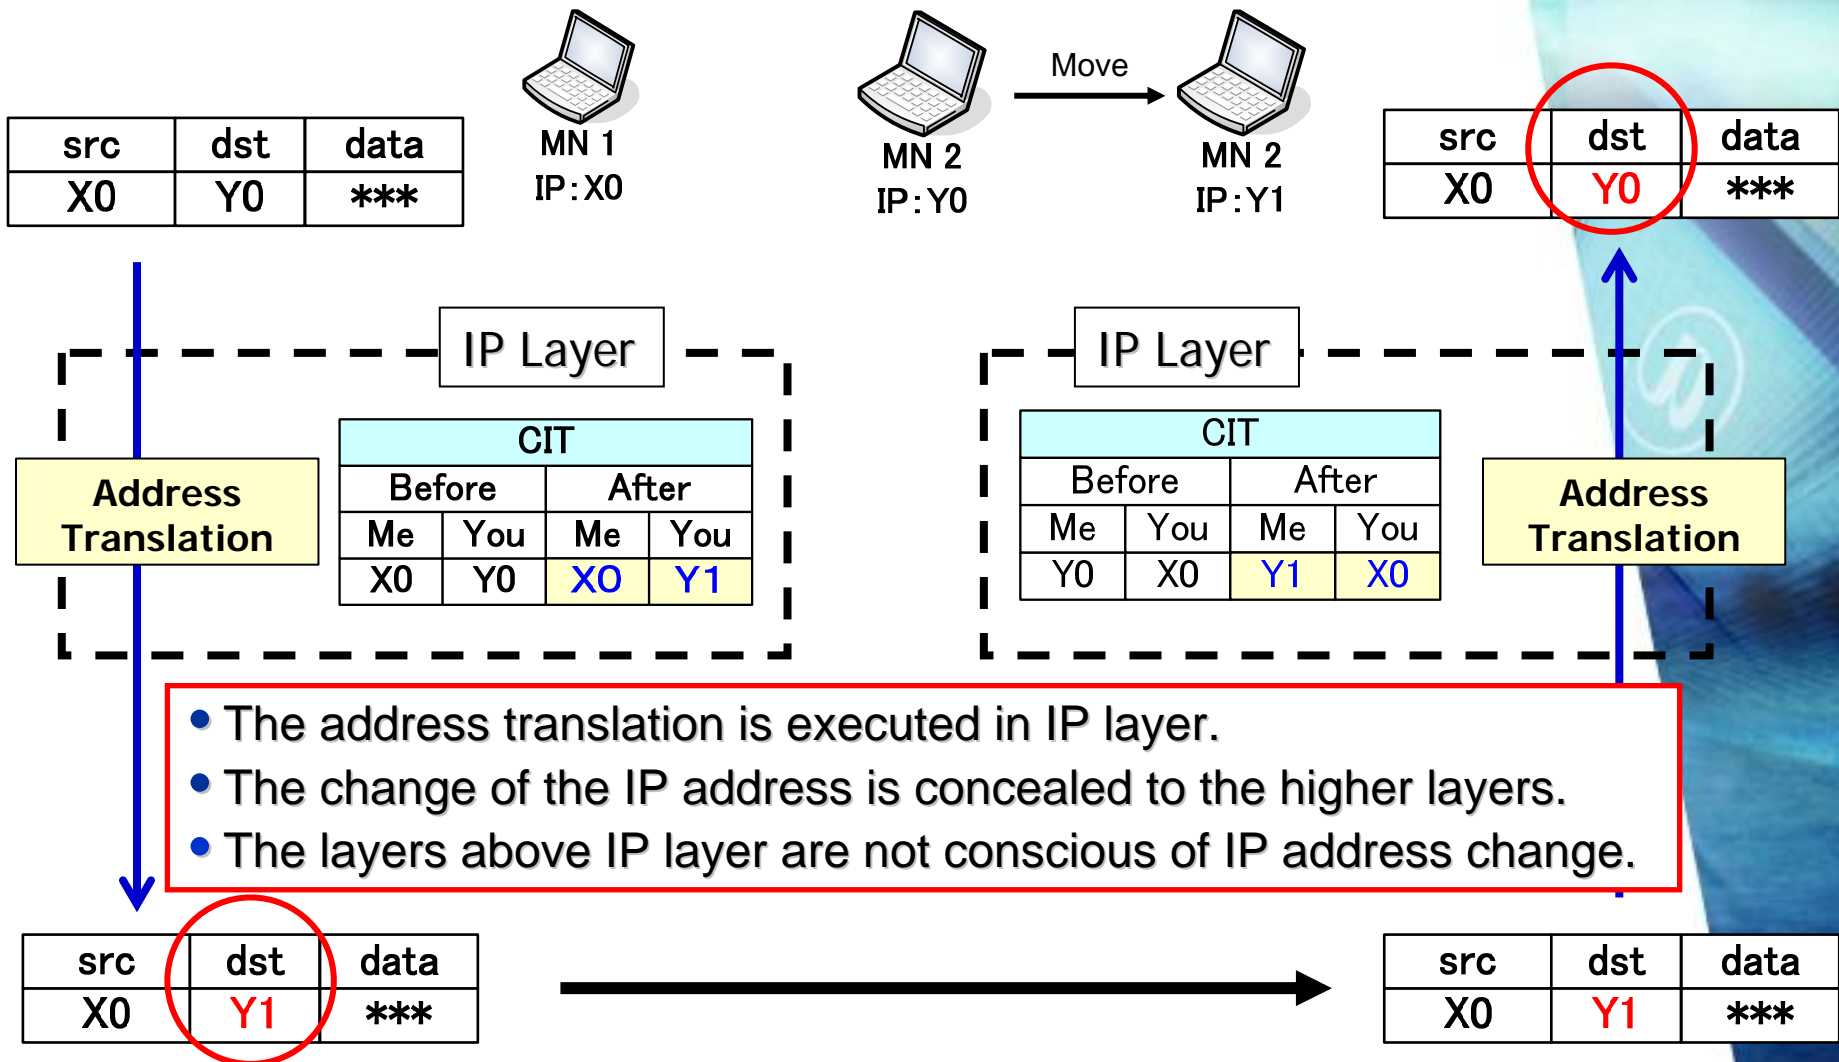 Move
MN 1
IP:X0
MN 2
IP:Y0
MN 2
IP:Y1
src dst data
X0 Y0 ***
src dst data
X0 Y0 ***
IP Layer
Address
Translation
CIT
Before After
Me You Me You
X0 Y0 X0 Y1
IP Layer
CIT
Before After
Me You Me You
Y0 X0 Y1 X0
Address
Translation
• The address translation is executed in IP layer.
• The change of the IP address is concealed to the higher layers.
• The layers above IP layer are not conscious of IP address change.
src dst data
X0 Y1 ***
src dst data
X0 Y1 ***